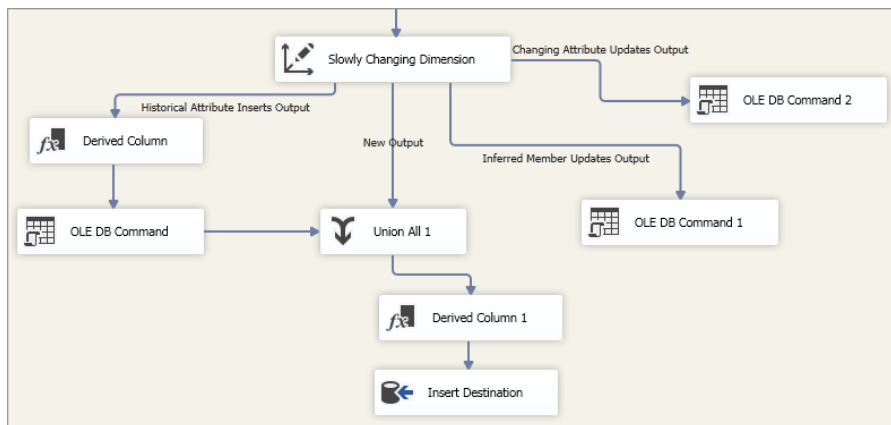 Slowly Changing Dimension
Changing Attribute Updates Output
OLE DB Command 2
Historical Attribute Inserts Output
Derived Column
New Output
Inferred Member Updates Output
OLE DB Command
Union All 1
OLE DB Command 1
Derived Column 1
Insert Destination